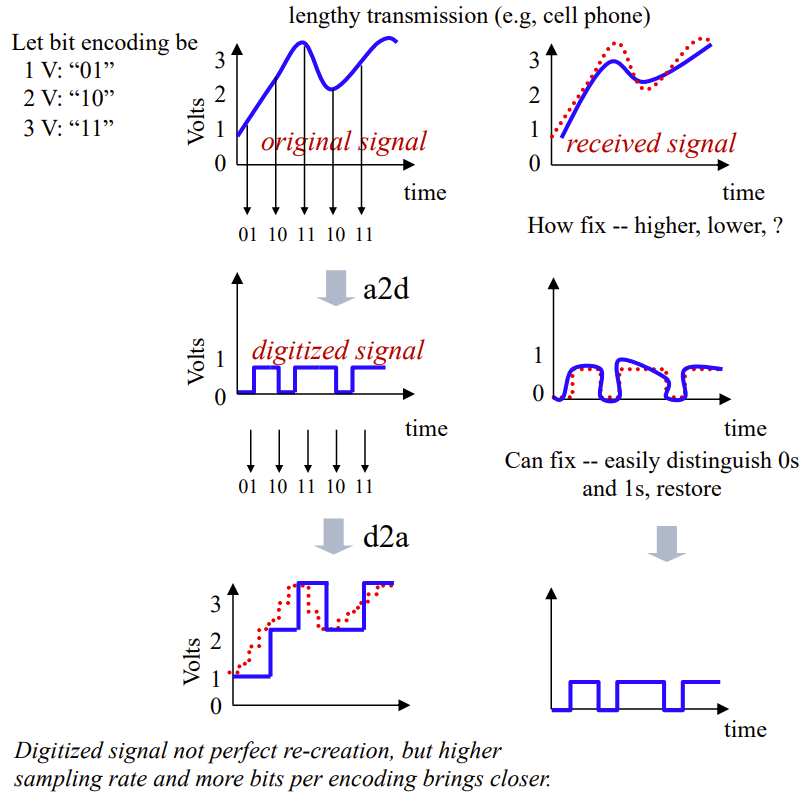 lengthy transmission (e.g, cell phone)
Let bit encoding be
1 V: “01”
2 V: “10”
3 V: “11”
3
2
1
0
Volts
original signal
time
01 10 11 10 11
3
2
1
0
received signal
time
How fix -- higher, lower, ?
a2d
1
0
Volts
digitized signal
time
01 10 11 10 11
1
0
time
Can fix -- easily distinguish 0s
and 1s, restore
d2a
3
2
1
0
Volts
time
Digitized signal not perfect re-creation, but higher
sampling rate and more bits per encoding brings closer.